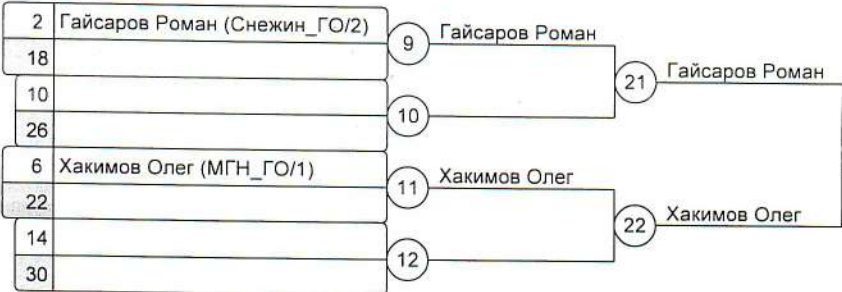 2 Гайсаров Роман (Снежин_ГО/2)
9 Гайсаров Роман
18
21 Гайсаров Роман
10
10
26
6 Хакимов Олег (МГН_ГО/1)
11 Хакимов Олег
22
22 Хакимов Олег
14
12
30